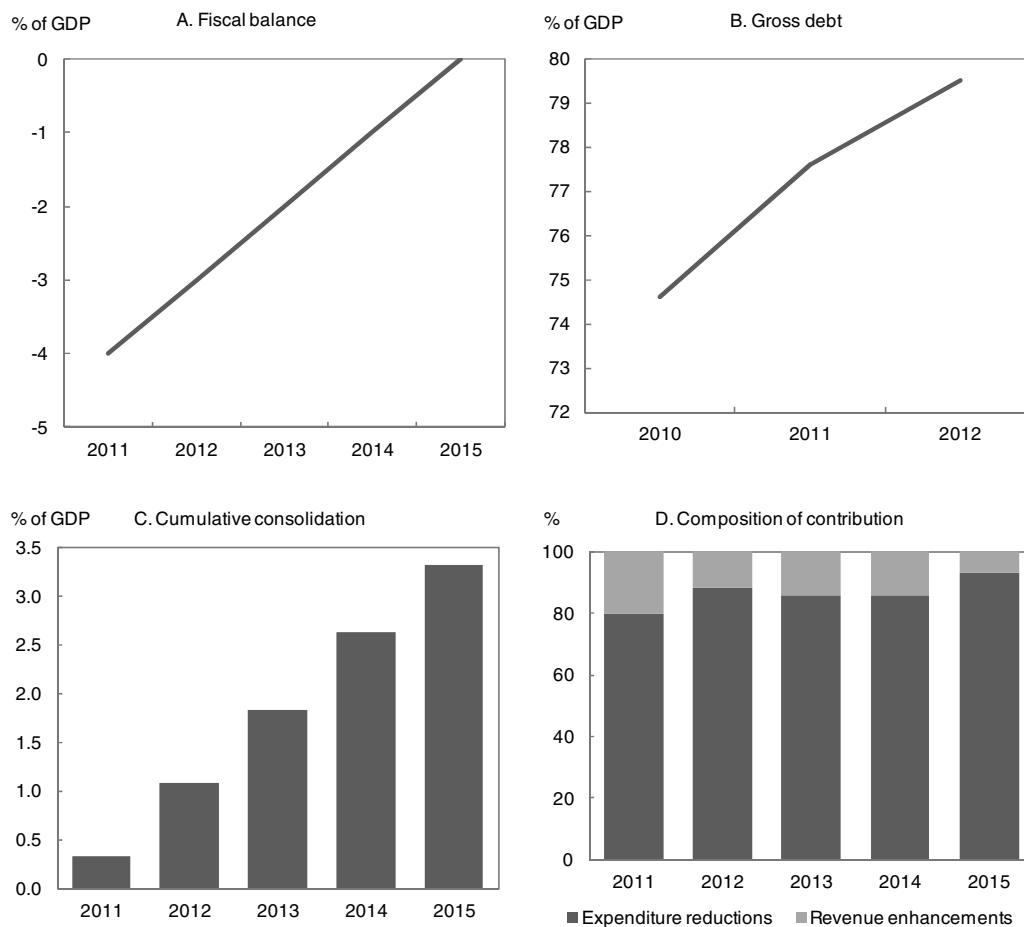 % of GDP
A. Fiscal balance
0
-1
-2
-3
-4
-5
2011 2012 2013 2014 2015
% of GDP
B. Gross debt
80
79
78
77
76
75
74
73
72
2010 2011 2012
% of GDP
C. Cumulative consolidation
3.5
3.0
2.5
2.0
1.5
1.0
0.5
0.0
2011 2012 2013 2014 2015
%
D. Composition of contribution
100
80
60
40
20
0
2011 2012 2013 2014 2015
Expenditure reductions Revenue enhancements